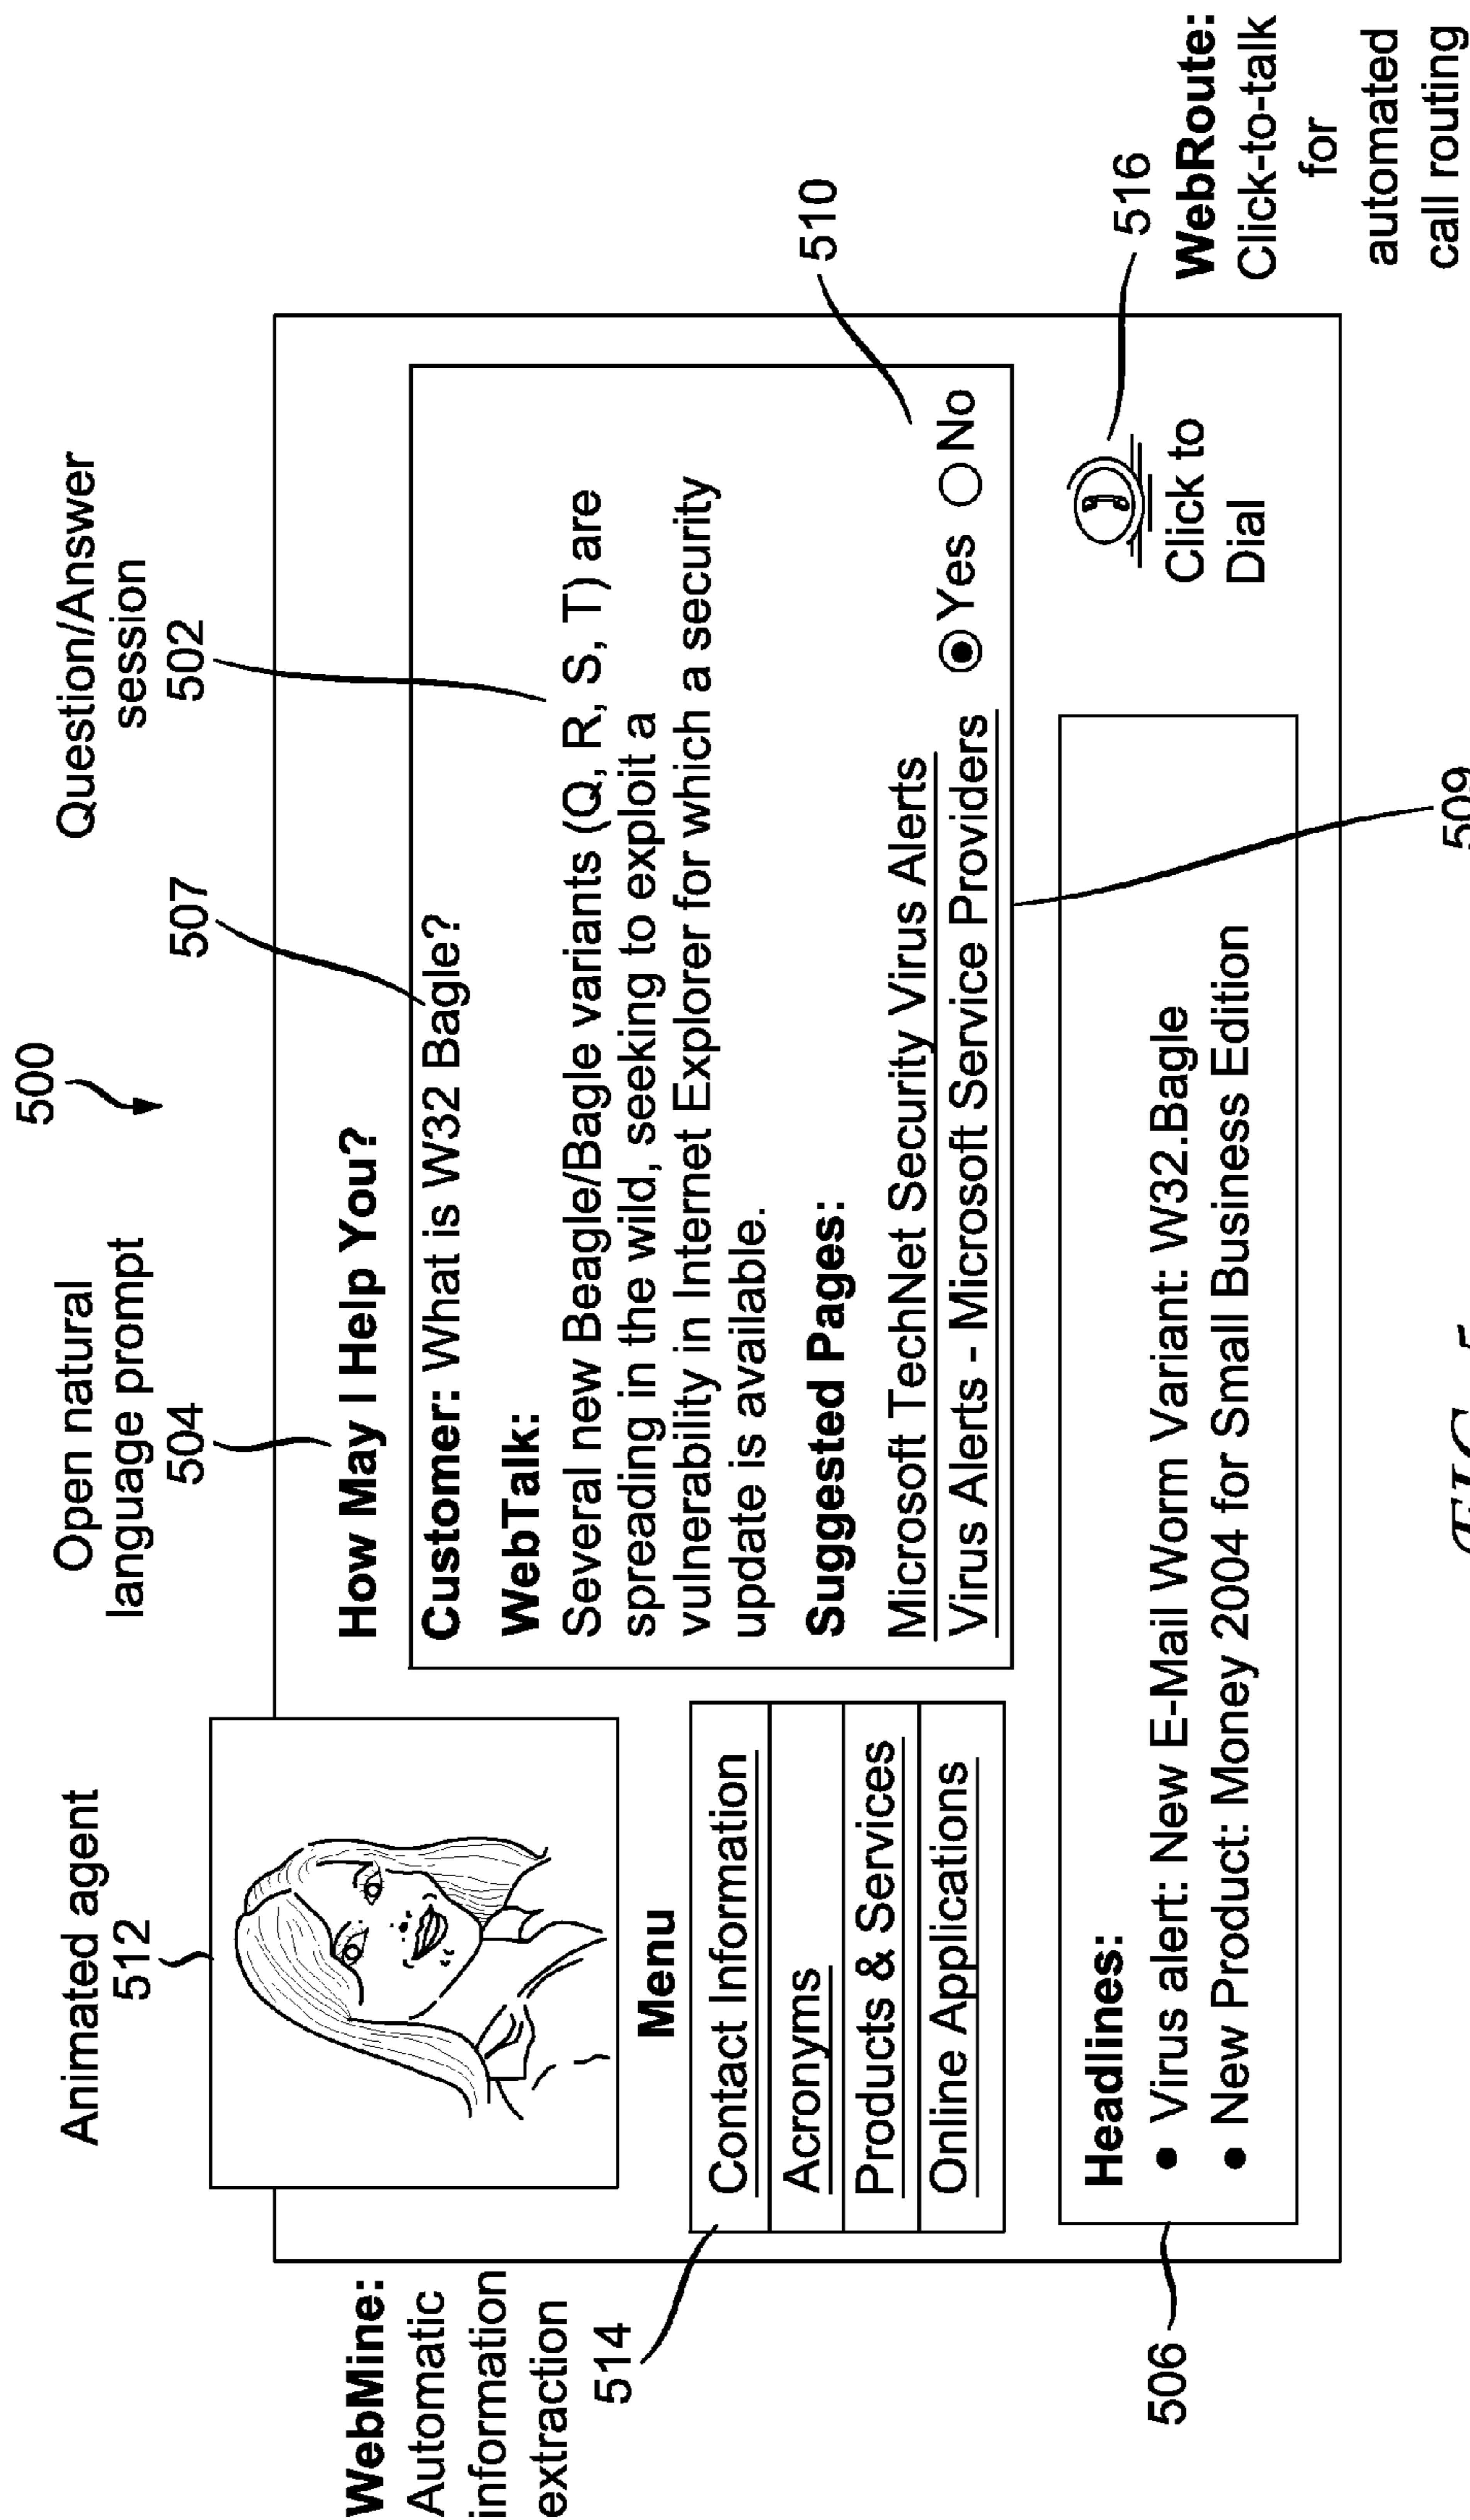 500
Animated agent
512
Open natural
language prompt
504
507
Question/Answer
session
502
WebMine:
Automatic
information
extraction
514
How May I Help You?
Customer: What is W32 Bagle?
WebTalk:
Several new Beagle/Bagle variants (Q, R, S, T) are
spreading in the wild, seeking to exploit a
vulnerability in Internet Explorer for which a security
update is available.
Suggested Pages:
Microsoft TechNet Security Virus Alerts
Virus Alerts - Microsoft Service Providers
Yes No
510
Menu
Contact Information
Acronyms
Products & Services
Online Applications
Headlines:
• Virus alert: New E-Mail Worm Variant: W32.Bagle
• New Product: Money 2004 for Small Business Edition
506
Click to
Dial
516
WebRoute:
Click-to-talk
for
automated
call routing
509